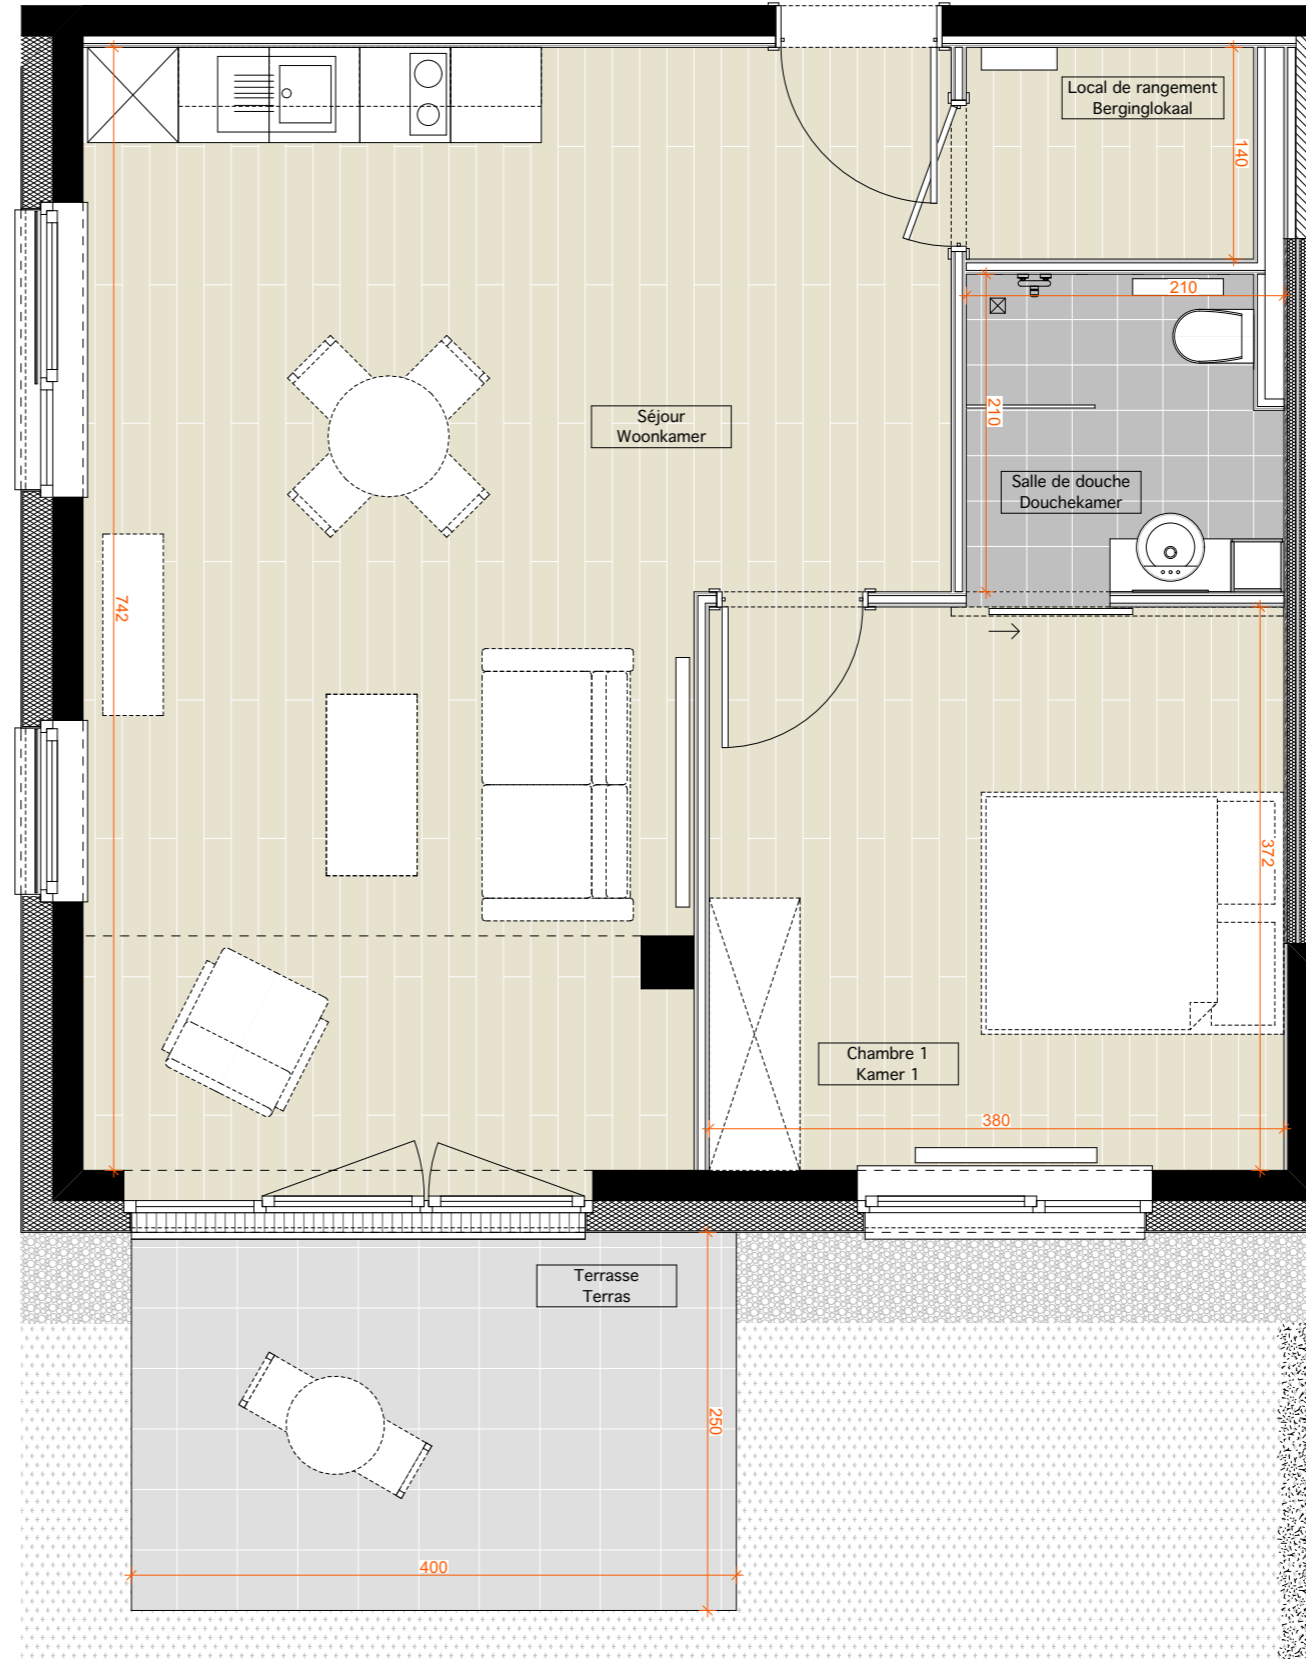 Local de rangement
Berginglokaal
140
210
210
Séjour
Woonkamer
Salle de douche
Douchekamer
742
372
Chambre 1
Kamer 1
380
Terrasse
Terras
250
400